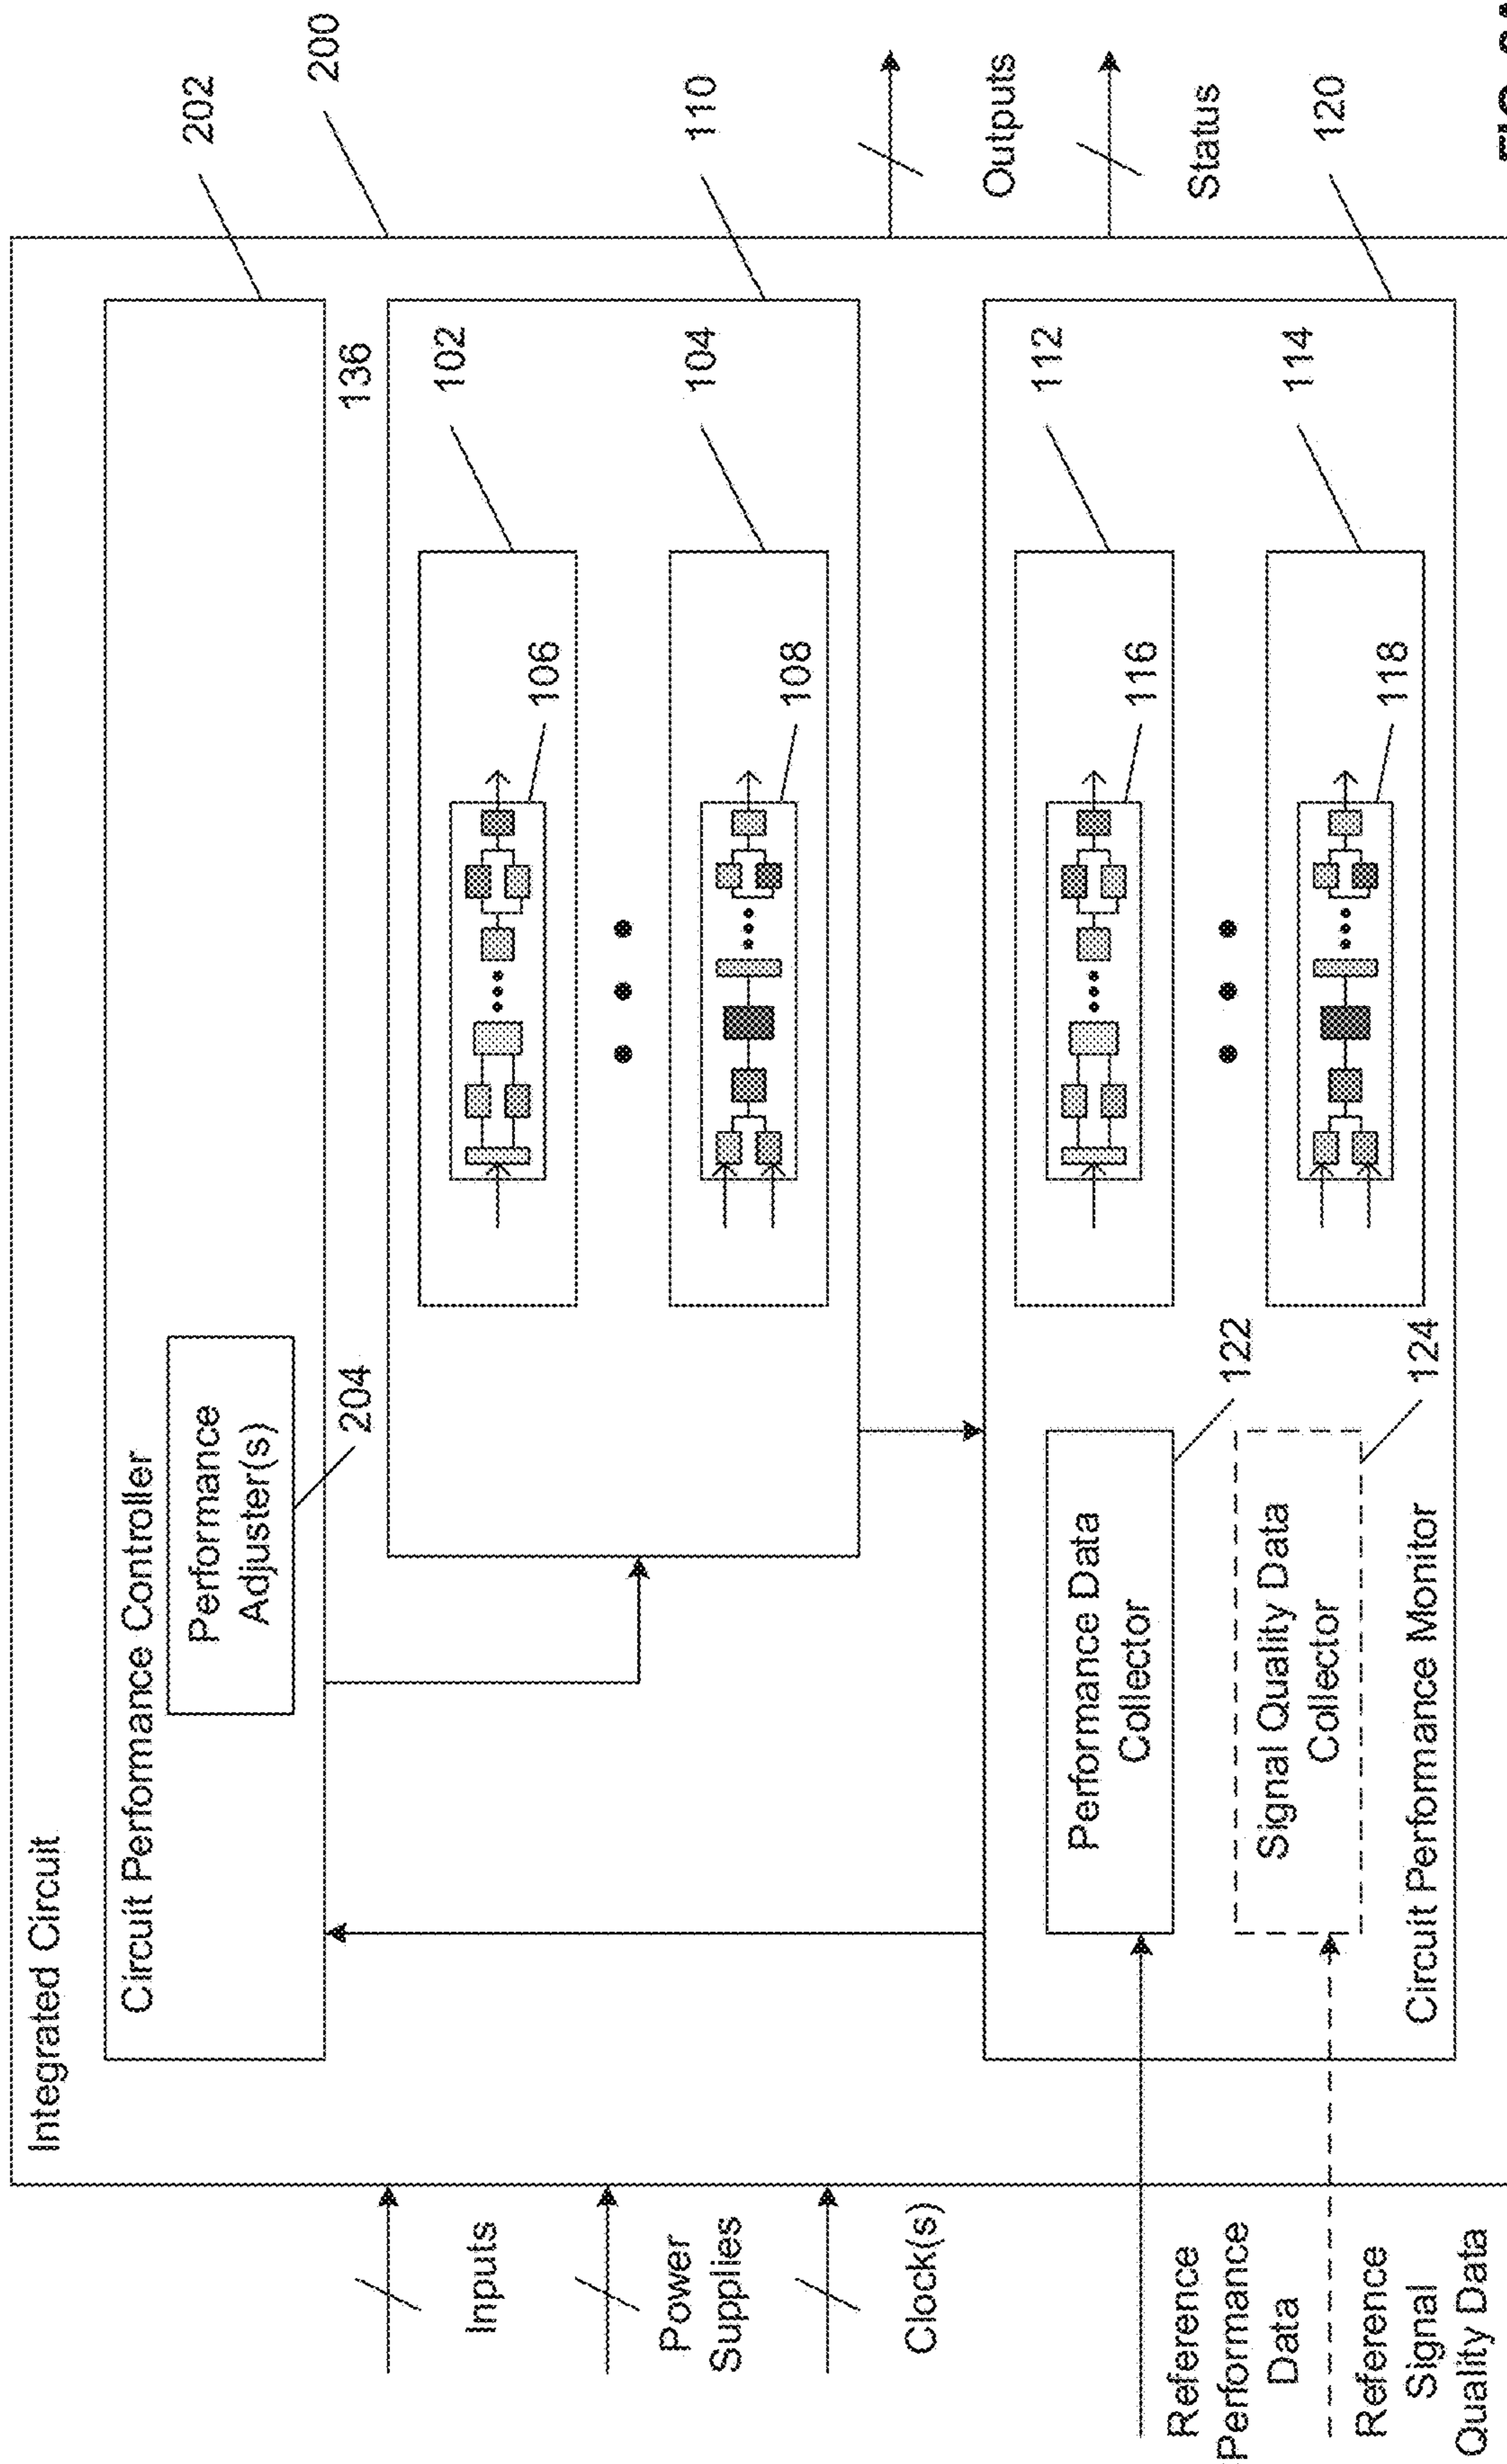 Integrated Circuit
200
Circuit Performance Controller
202
Performance
Adjuster(s)
204
136
110
102
106
104
108
Inputs
Power
Supplies
Clock(s)
Outputs
Status
120
112
116
114
118
Performance Data
Collector
122
Signal Quality Data
Collector
124
Circuit Performance Monitor
Reference
Performance
Data
Reference
Signal
Quality Data